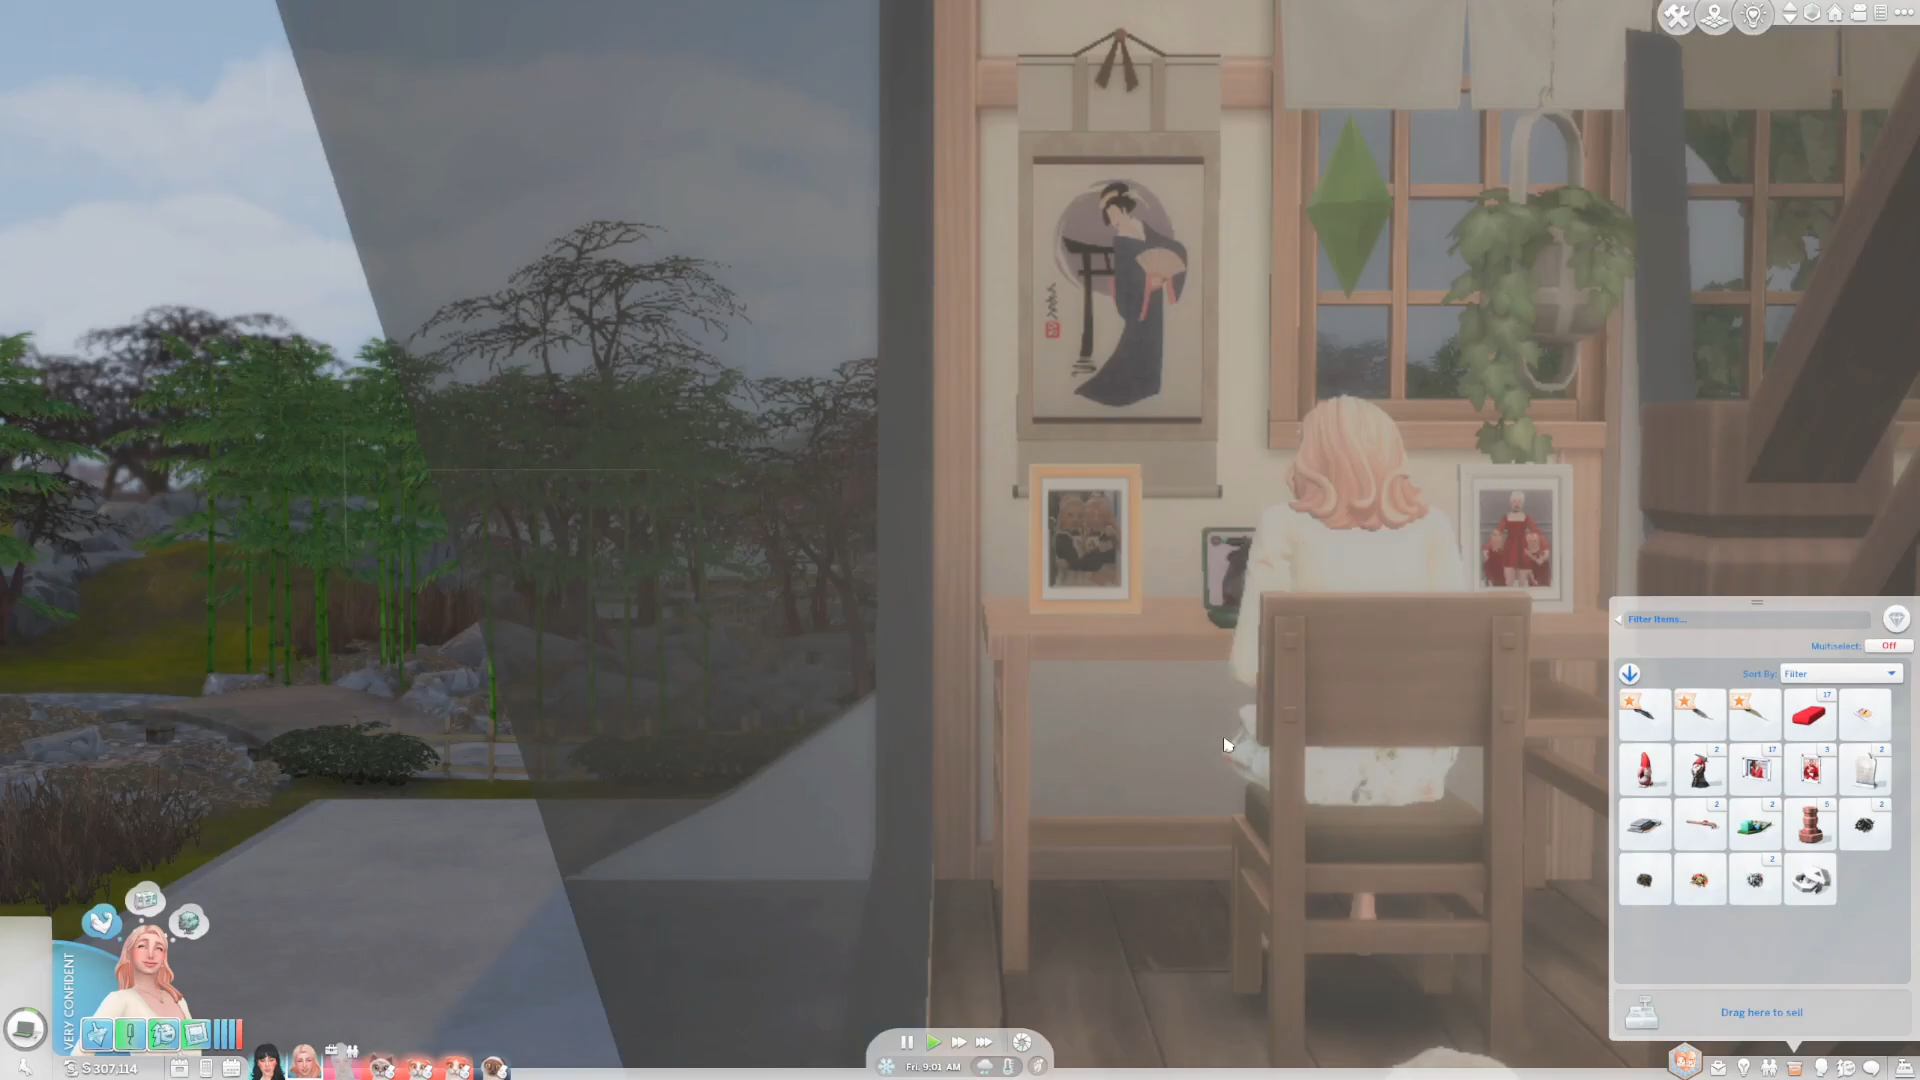 Filter Items...
Multiselect: Off
Sort By: Filter
17
2
17
3
2
2
2
5
2
2
Drag here to sell
VERY CONFIDENT
§ 307,114
Fri. 9:01 AM